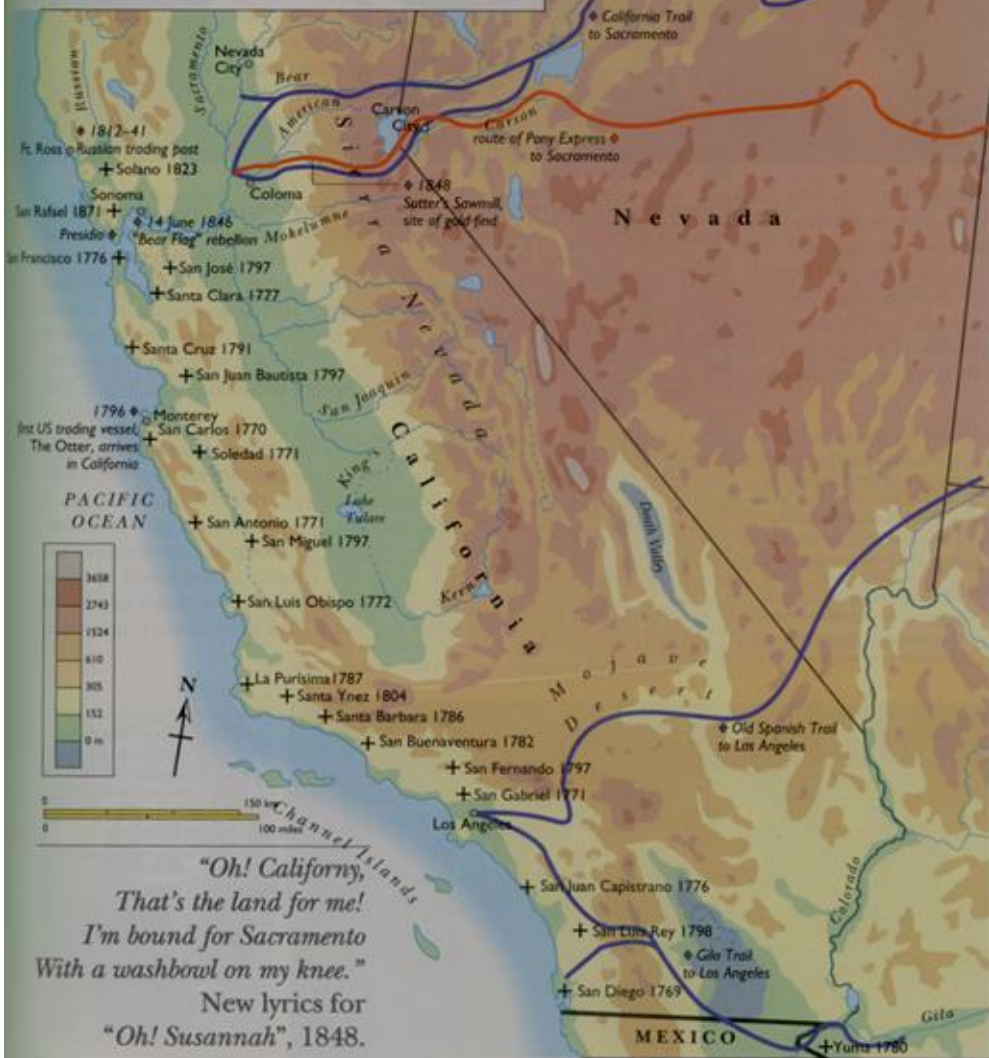 California Trail
to Sacramento
Nevada
City
Bear
Sacramento
Russian
American
Carson
City
Carson
route of Pony Express
to Sacramento
1812–41
Ft. Ross Russian trading post
Solano 1823
Coloma
1848
Sutter's Sawmill,
site of gold find
Sonoma
San Rafael 1871
14 June 1846
"Bear Flag" rebellion
Mokelumne
Presidio
San Francisco 1776
San José 1797
Santa Clara 1777
Sierra Nevada
Nevada
Santa Cruz 1791
San Juan Bautista 1797
San Joaquin
1796
first US trading vessel,
The Otter, arrives
in California
Monterey
San Carlos 1770
Soledad 1771
California
King's
Lake
Tulare
Death Valley
PACIFIC
OCEAN
San Antonio 1771
San Miguel 1797
Kern
San Luis Obispo 1772
3658
2743
1524
610
305
152
0 m
N
La Purísima 1787
Santa Ynez 1804
Santa Barbara 1786
Mojave
Desert
San Buenaventura 1782
Old Spanish Trail
to Los Angeles
San Fernando 1797
San Gabriel 1771
Los Angeles
0 150 km
0 100 miles
Channel Islands
San Juan Capistrano 1776
Colorado
San Luis Rey 1798
Gila Trail
to Los Angeles
San Diego 1769
MEXICO
Gila
Yuma 1780
"Oh! Californy,
That's the land for me!
I'm bound for Sacramento
With a washbowl on my knee."
New lyrics for
"Oh! Susannah", 1848.